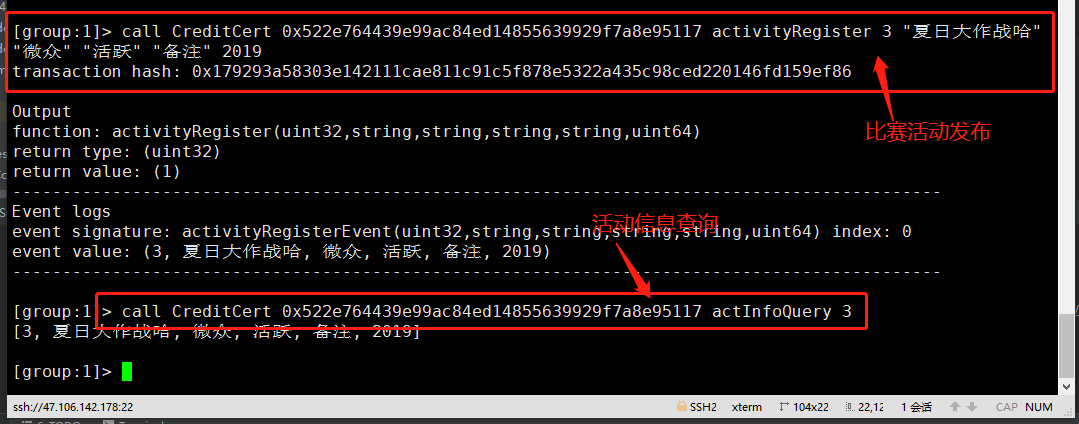 [group:1]> call CreditCert 0x522e764439e99ac84ed14855639929f7a8e95117 activityRegister 3 "夏日大作战哈"
"微众" "活跃" "备注" 2019
transaction hash: 0x179293a58303e142111cae811c91c5f878e5322a435c98ced220146fd159ef86
比赛活动发布
Output
function: activityRegister(uint32,string,string,string,string,uint64)
return type: (uint32)
return value: (1)
---------------------------------------------------------------------------------------------
Event logs
活动信息查询
event signature: activityRegisterEvent(uint32,string,string,string,string,uint64) index: 0
event value: (3, 夏日大作战哈, 微众, 活跃, 备注, 2019)
---------------------------------------------------------------------------------------------
[group:1]> call CreditCert 0x522e764439e99ac84ed14855639929f7a8e95117 actInfoQuery 3
[3, 夏日大作战哈, 微众, 活跃, 备注, 2019]
[group:1]>
ssh://47.106.142.178:22 SSH2 xterm 104x22 22,12 1 会话 CAP NUM